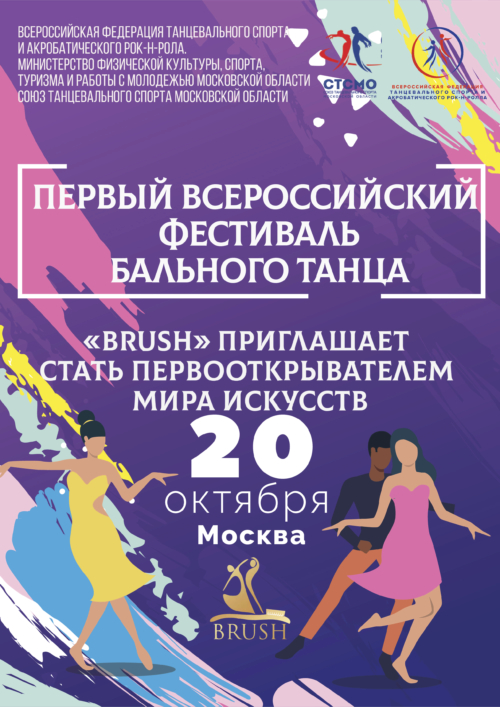 ВСЕРОССИЙСКАЯ ФЕДЕРАЦИЯ ТАНЦЕВАЛЬНОГО СПОРТА
И АКРОБАТИЧЕСКОГО РОК-Н-РОЛА.
МИНИСТЕРСТВО ФИЗИЧЕСКОЙ КУЛЬТУРЫ, СПОРТА,
ТУРИЗМА И РАБОТЫ С МОЛОДЕЖЬЮ МОСКОВСКОЙ ОБЛАСТИ
СОЮЗ ТАНЦЕВАЛЬНОГО СПОРТА МОСКОВСКОЙ ОБЛАСТИ
СТСМО
ВСЕРОССИЙСКАЯ ФЕДЕРАЦИЯ
ТАНЦЕВАЛЬНОГО СПОРТА И
АКРОБАТИЧЕСКОГО РОК-Н-РОЛЛА
ПЕРВЫЙ ВСЕРОССИЙСКИЙ
ФЕСТИВАЛЬ
БАЛЬНОГО ТАНЦА
«BRUSH» ПРИГЛАШАЕТ
СТАТЬ ПЕРВООТКРЫВАТЕЛЕМ
МИРА ИСКУССТВ
20
октября
Москва
BRUSH